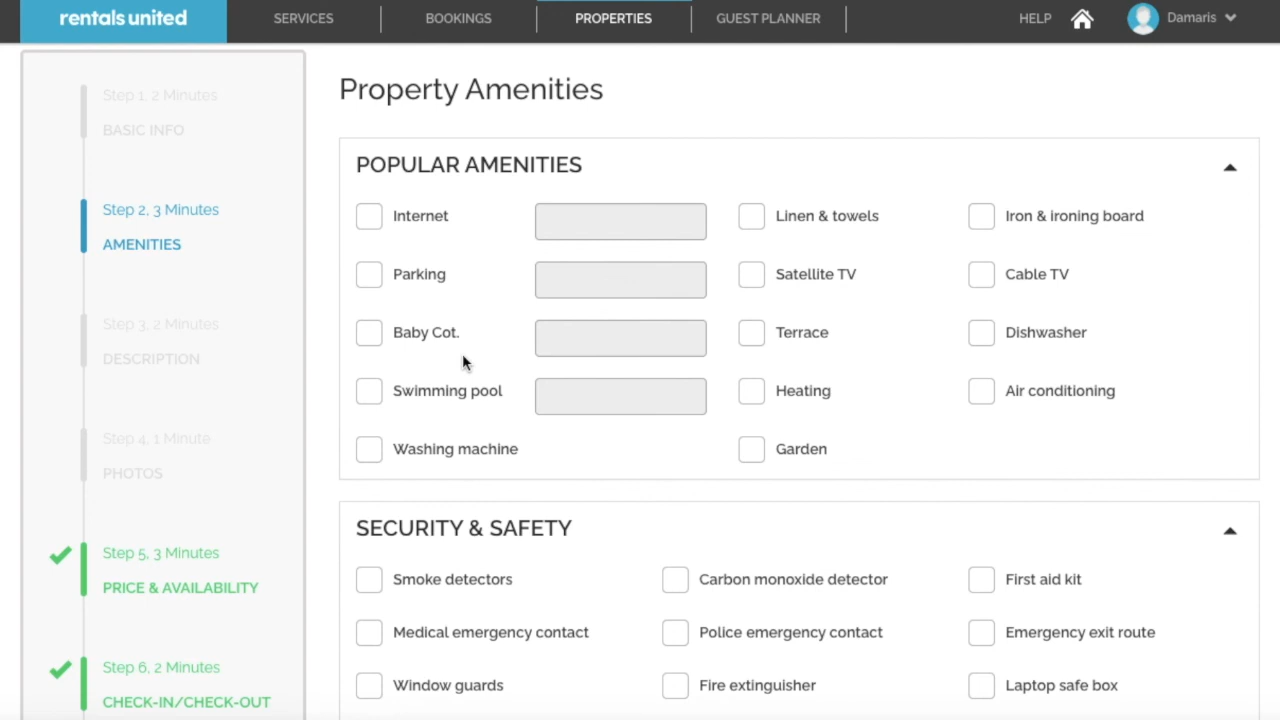 rentals united
SERVICES
BOOKINGS
PROPERTIES
GUEST PLANNER
HELP
Damaris
Step 1, 2 Minutes
BASIC INFO
Step 2, 3 Minutes
AMENITIES
Step 3, 2 Minutes
DESCRIPTION
Step 4, 1 Minute
PHOTOS
Step 5, 3 Minutes
PRICE & AVAILABILITY
Step 6, 2 Minutes
CHECK-IN/CHECK-OUT
Property Amenities
POPULAR AMENITIES
Internet
Linen & towels
Iron & ironing board
Parking
Satellite TV
Cable TV
Baby Cot.
Terrace
Dishwasher
Swimming pool
Heating
Air conditioning
Washing machine
Garden
SECURITY & SAFETY
Smoke detectors
Carbon monoxide detector
First aid kit
Medical emergency contact
Police emergency contact
Emergency exit route
Window guards
Fire extinguisher
Laptop safe box